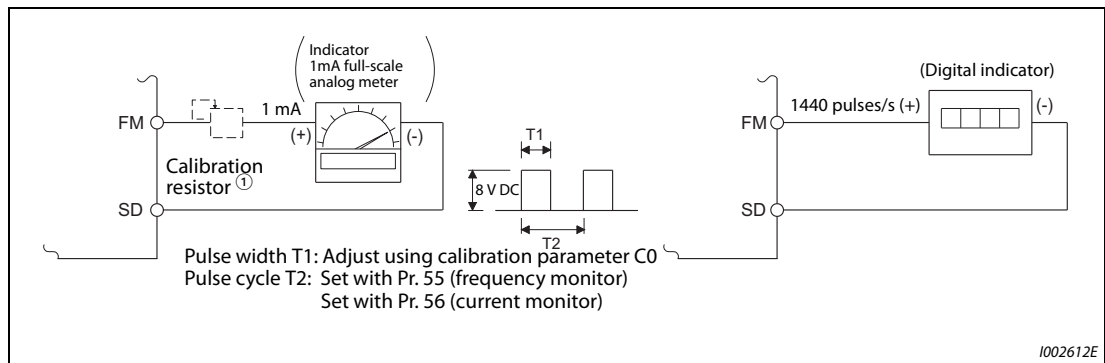 Indicator
1mA full-scale
analog meter
1 mA
FM
(+)
(-)
Calibration
resistor ①
SD
T1
8 V DC
T2
Pulse width T1: Adjust using calibration parameter C0
Pulse cycle T2: Set with Pr. 55 (frequency monitor)
Set with Pr. 56 (current monitor)
(Digital indicator)
1440 pulses/s (+)
(-)
FM
SD
I002612E